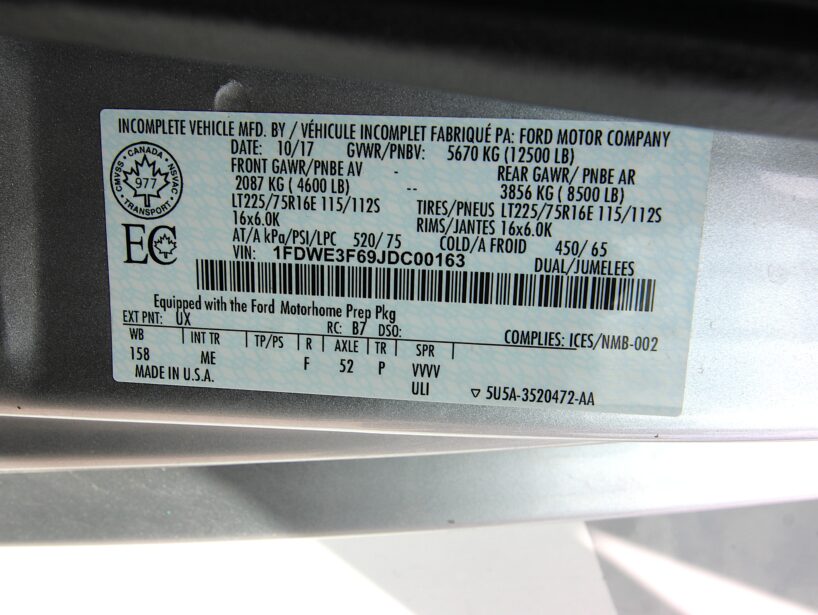 INCOMPLETE VEHICLE MFD. BY / VÉHICULE INCOMPLET FABRIQUÉ PA: FORD MOTOR COMPANY
DATE: 10/17 GVWR/PNBV: 5670 KG (12500 LB)
FRONT GAWR/PNBE AV - REAR GAWR/ PNBE AR
2087 KG ( 4600 LB) -- 3856 KG ( 8500 LB)
LT225/75R16E 115/112S TIRES/PNEUS LT225/75R16E 115/112S
16x6.0K RIMS/JANTES 16x6.0K
AT/A kPa/PSI/LPC 520/ 75 COLD/A FROID 450/ 65
VIN: 1FDWE3F69JDC00163 DUAL/JUMELEES
CANADA
CMVSS
NSVAC
977
TRANSPORT
EC
Equipped with the Ford Motorhome Prep Pkg
EXT PNT: UX RC: B7 DSO: COMPLIES: ICES/NMB-002
WB INT TR TP/PS R AXLE TR SPR
158 ME F 52 P VVVV
MADE IN U.S.A. ULI ▽ 5U5A-3520472-AA